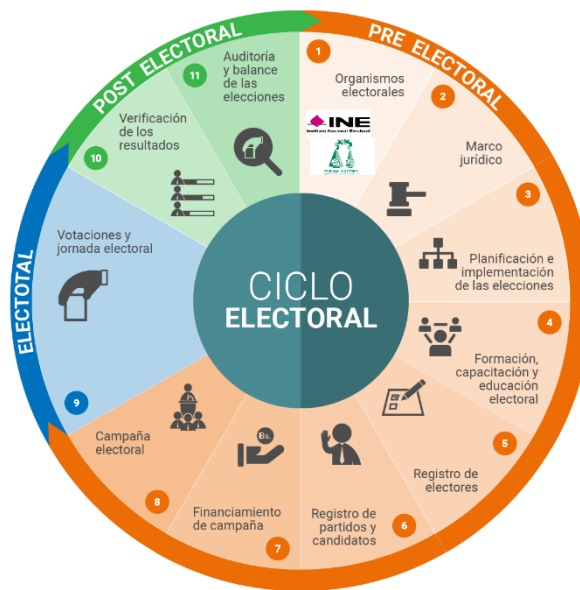 CICLO
ELECTORAL
PRE ELECTORAL
1
Organismos
electorales
INE
Instituto Nacional Electoral
2
Marco
jurídico
3
Planificación e
implementación
de las elecciones
4
Formación,
capacitación y
educación
electoral
5
Registro de
electores
6
Registro de
partidos y
candidatos
7
Financiamiento
de campaña
Bs.
8
Campaña
electoral
ELECTOTAL
9
Votaciones y
jornada electoral
POST ELECTORAL
10
Verificación
de los
resultados
11
Auditoría
y balance
de las
elecciones